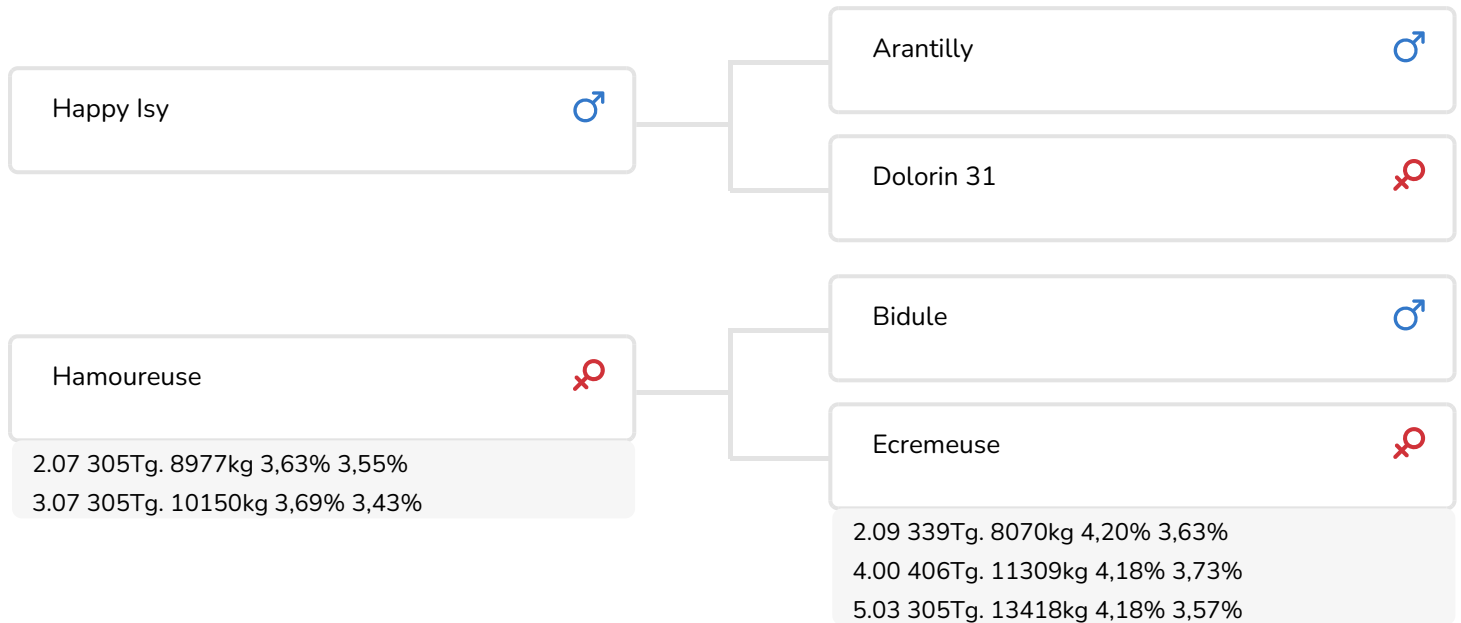 Arantilly
Happy Isy
Dolorin 31
Bidule
Hamoureuse
2.07 305Tg. 8977kg 3,63% 3,55%
3.07 305Tg. 10150kg 3,69% 3,43%
Ecremeuse
2.09 339Tg. 8070kg 4,20% 3,63%
4.00 406Tg. 11309kg 4,18% 3,73%
5.03 305Tg. 13418kg 4,18% 3,57%